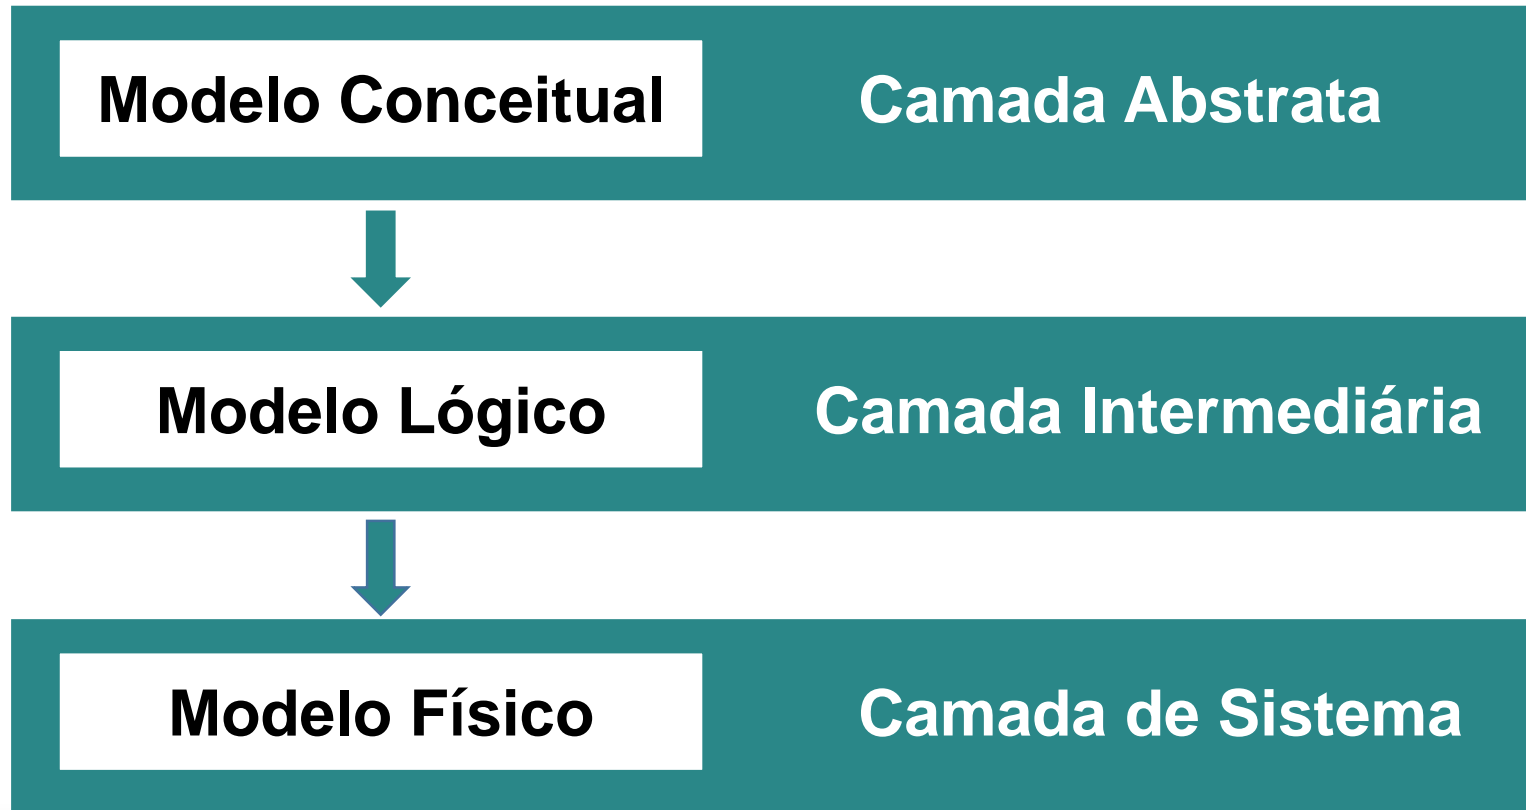 Modelo Conceitual
Camada Abstrata
Modelo Lógico
Camada Intermediária
Modelo Físico
Camada de Sistema